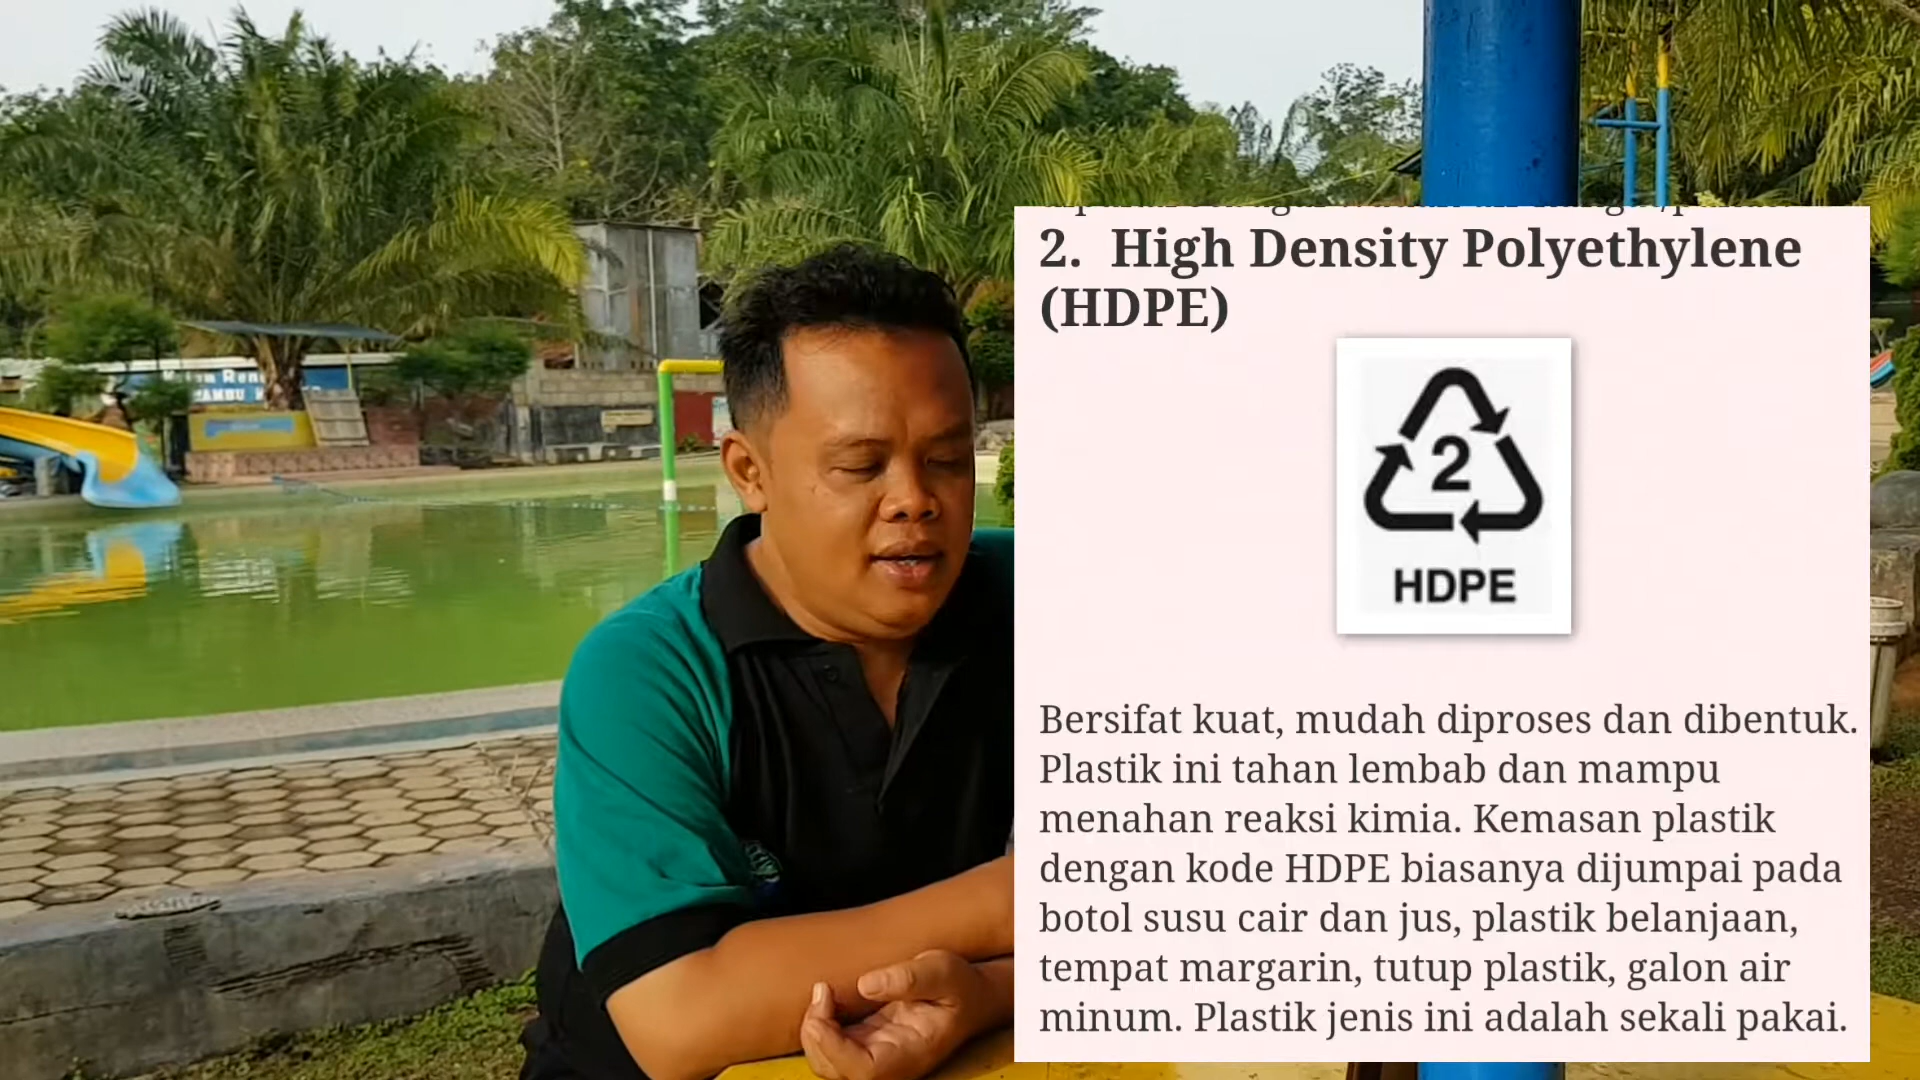 2. High Density Polyethylene
(HDPE)
2
HDPE
Bersifat kuat, mudah diproses dan dibentuk.
Plastik ini tahan lembab dan mampu
menahan reaksi kimia. Kemasan plastik
dengan kode HDPE biasanya dijumpai pada
botol susu cair dan jus, plastik belanjaan,
tempat margarin, tutup plastik, galon air
minum. Plastik jenis ini adalah sekali pakai.